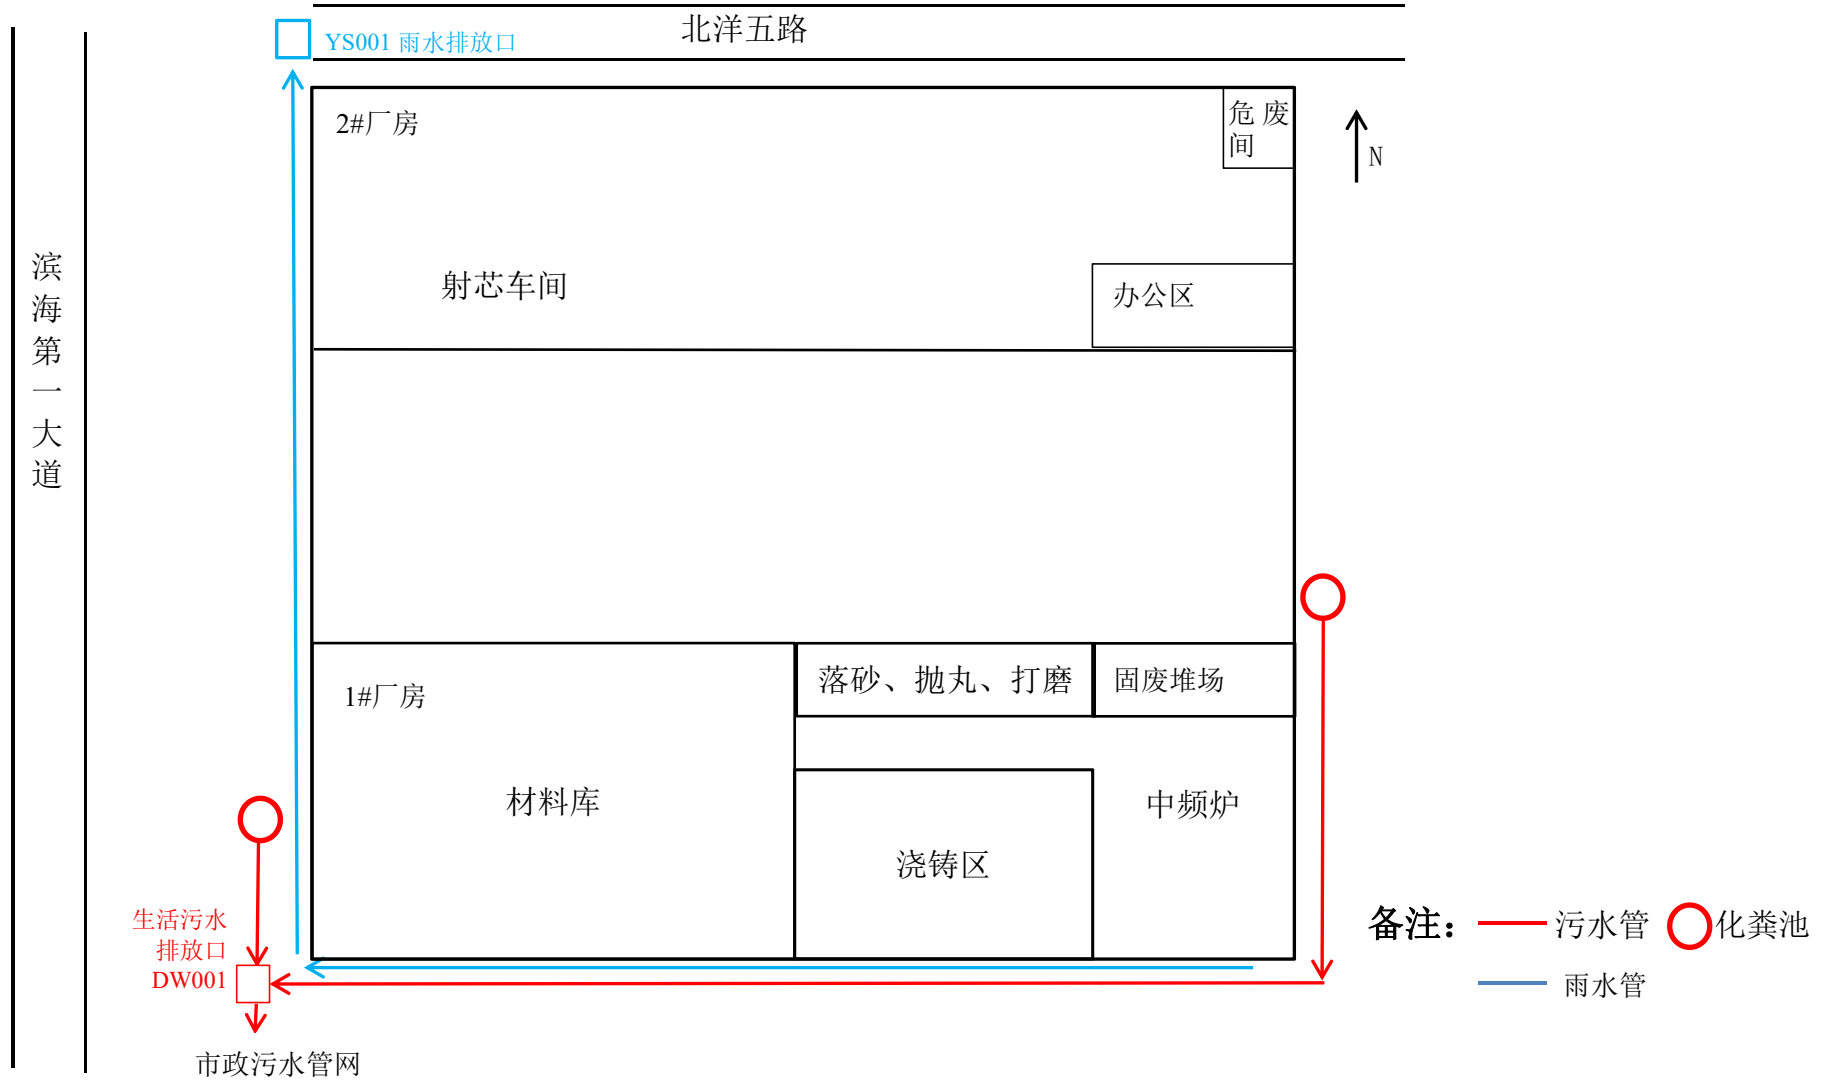 北洋五路
YS001 雨水排放口
2#厂房
危废
间
N
滨
海
第
一
大
道
射芯车间
办公区
落砂、抛丸、打磨
固废堆场
1#厂房
材料库
中频炉
浇铸区
生活污水
排放口
DW001
备注：
污水管
化粪池
雨水管
市政污水管网